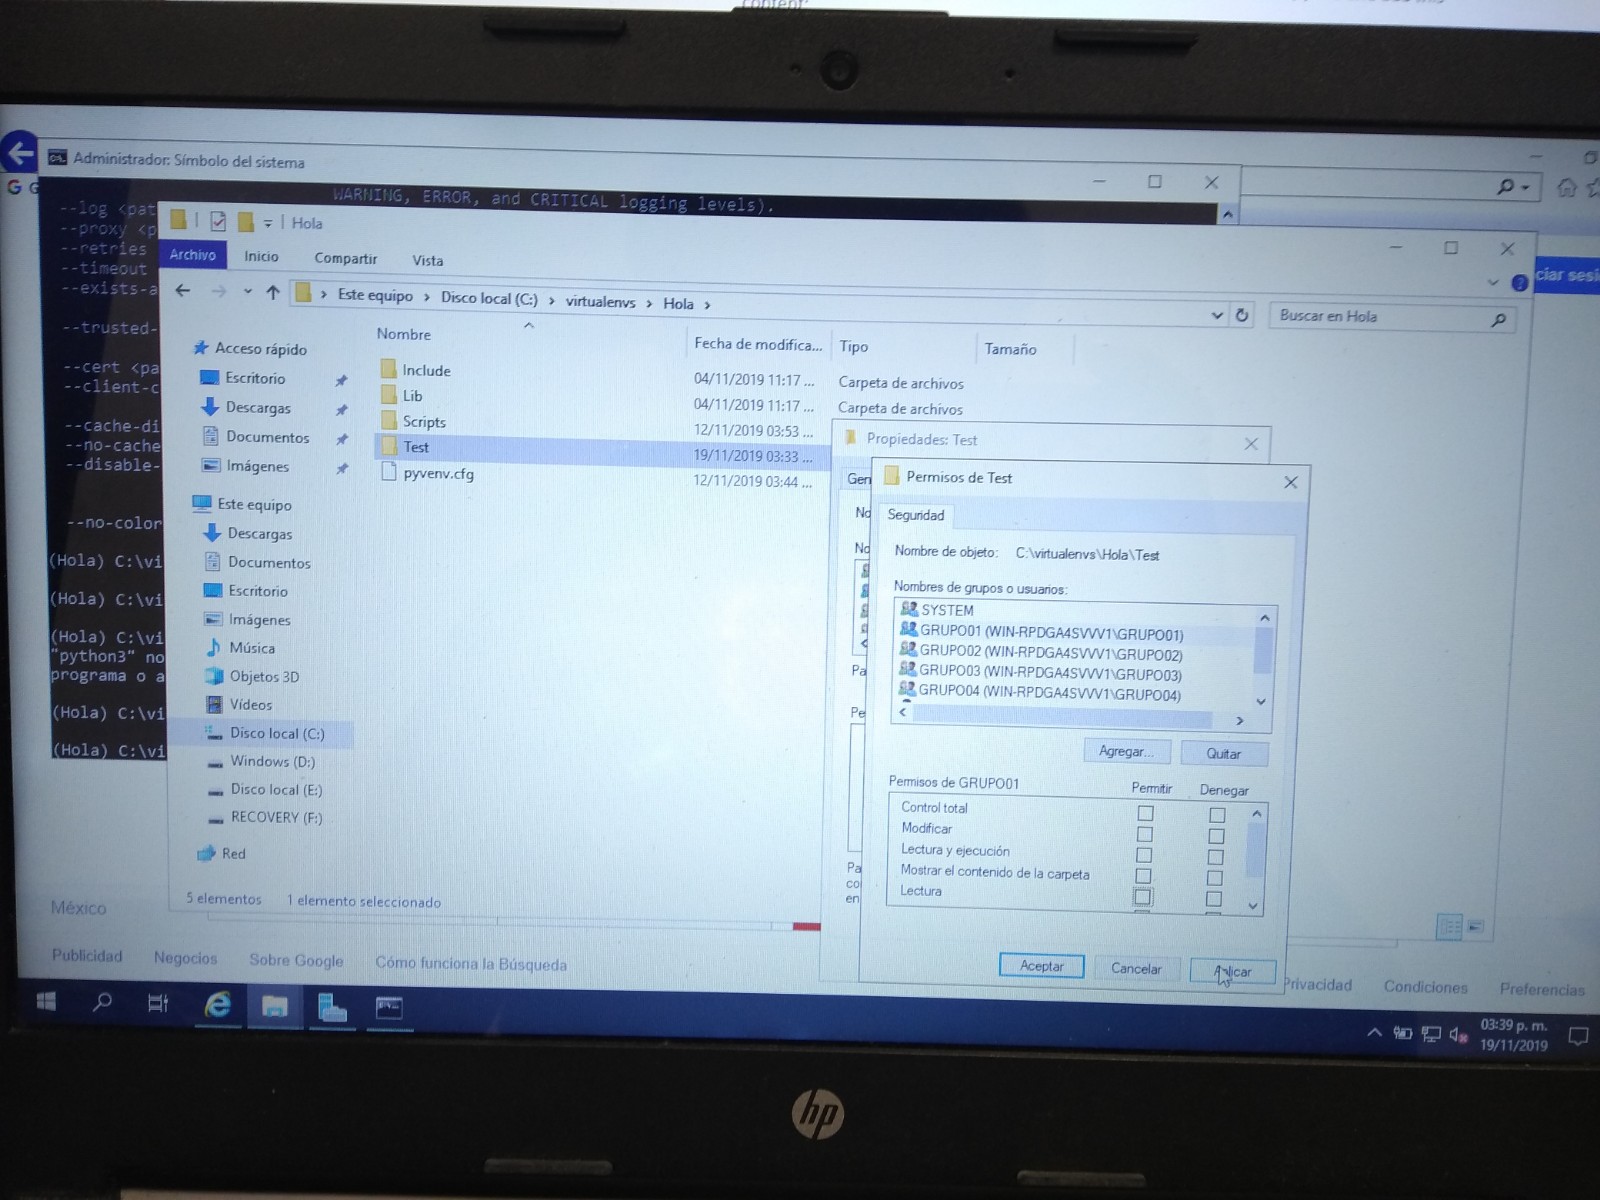 content
Administrador: Símbolo del sistema
WARNING, ERROR, and CRITICAL logging levels).
--log <pat
--proxy <p
--retries
--timeout
--exists-a
--trusted-
--cert <pa
--client-c
--cache-di
--no-cache
--disable-
--no-color
(Hola) C:\vi
(Hola) C:\vi
(Hola) C:\vi
"python3" no
programa o a
(Hola) C:\vi
(Hola) C:\vi
Hola
Archivo Inicio Compartir Vista
Este equipo > Disco local (C:) > virtualenvs > Hola >
Buscar en Hola
ciar sesi
Nombre Fecha de modifica... Tipo Tamaño
Include 04/11/2019 11:17 ... Carpeta de archivos
Lib 04/11/2019 11:17 ... Carpeta de archivos
Scripts 12/11/2019 03:53 ...
Test 19/11/2019 03:33 ...
pyvenv.cfg 12/11/2019 03:44 ...
Acceso rápido
Escritorio
Descargas
Documentos
Imágenes
Este equipo
Descargas
Documentos
Escritorio
Imágenes
Música
Objetos 3D
Vídeos
Disco local (C:)
Windows (D:)
Disco local (E:)
RECOVERY (F:)
Red
5 elementos 1 elemento seleccionado
Propiedades: Test
Gen
No
No
Pa
Pe
Pa
co
en
Permisos de Test
Seguridad
Nombre de objeto: C:\virtualenvs\Hola\Test
Nombres de grupos o usuarios:
SYSTEM
GRUPO01 (WIN-RPDGA4SVVV1\GRUPO01)
GRUPO02 (WIN-RPDGA4SVVV1\GRUPO02)
GRUPO03 (WIN-RPDGA4SVVV1\GRUPO03)
GRUPO04 (WIN-RPDGA4SVVV1\GRUPO04)
Agregar... Quitar
Permisos de GRUPO01 Permitir Denegar
Control total
Modificar
Lectura y ejecución
Mostrar el contenido de la carpeta
Lectura
Aceptar Cancelar Aplicar
México
Publicidad Negocios Sobre Google Cómo funciona la Búsqueda Privacidad Condiciones Preferencias
03:39 p. m.
19/11/2019
hp